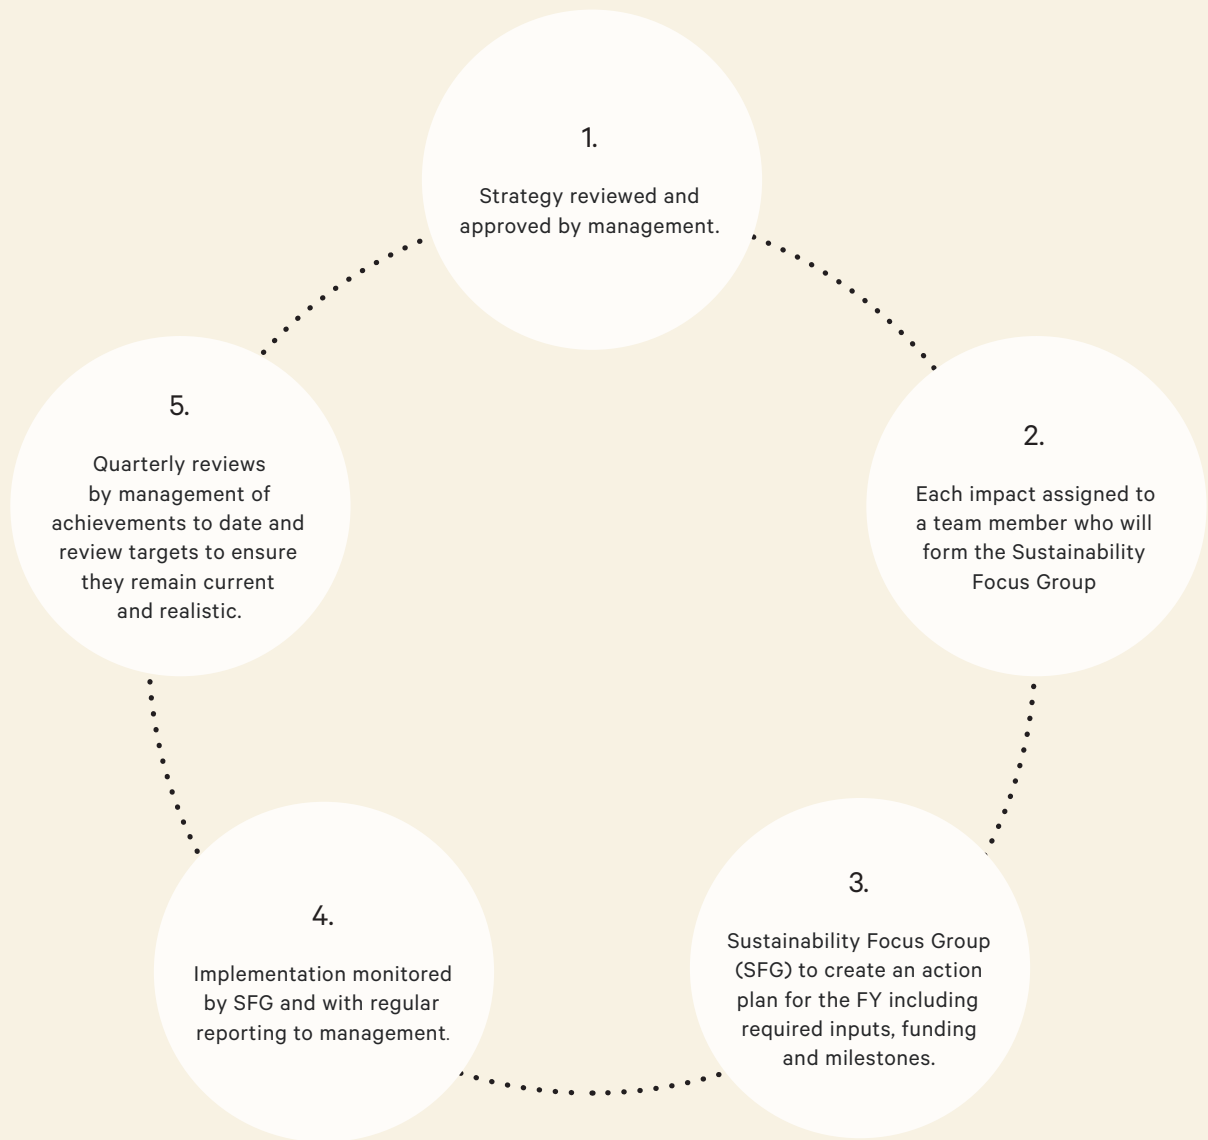 1.
Strategy reviewed and
approved by management.
2.
Each impact assigned to
a team member who will
form the Sustainability
Focus Group
3.
Sustainability Focus Group
(SFG) to create an action
plan for the FY including
required inputs, funding
and milestones.
4.
Implementation monitored
by SFG and with regular
reporting to management.
5.
Quarterly reviews
by management of
achievements to date and
review targets to ensure
they remain current
and realistic.